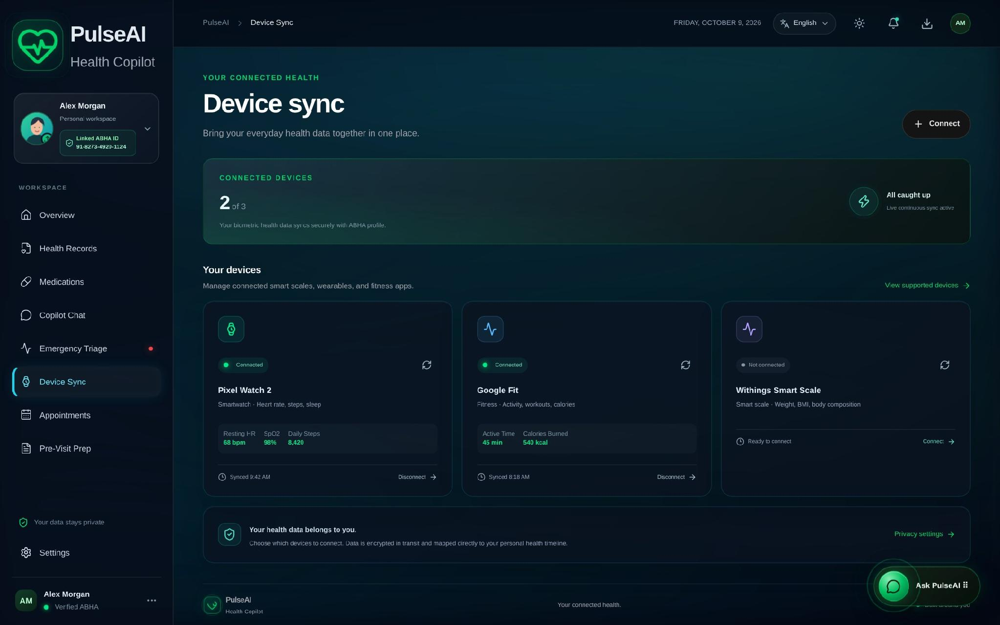 PulseAI
Health Copilot
Alex Morgan
Personal workspace
Linked ABHA ID
91-8273-4920-1124
WORKSPACE
Overview
Health Records
Medications
Copilot Chat
Emergency Triage
Device Sync
Appointments
Pre-Visit Prep
Your data stays private
Settings
AM
Alex Morgan
Verified ABHA
PulseAI
Device Sync
FRIDAY, OCTOBER 9, 2026
English
AM
YOUR CONNECTED HEALTH
Device sync
Bring your everyday health data together in one place.
Connect
CONNECTED DEVICES
2 of 3
Your biometric health data syncs securely with ABHA profile.
All caught up
Live continuous sync active
Your devices
Manage connected smart scales, wearables, and fitness apps.
View supported devices
Connected
Pixel Watch 2
Smartwatch · Heart rate, steps, sleep
Resting HR SpO2 Daily Steps
68 bpm 98% 8,420
Synced 9:42 AM
Disconnect
Connected
Google Fit
Fitness · Activity, workouts, calories
Active Time Calories Burned
45 min 540 kcal
Synced 8:18 AM
Disconnect
Not connected
Withings Smart Scale
Smart scale · Weight, BMI, body composition
Ready to connect
Connect
Your health data belongs to you.
Choose which devices to connect. Data is encrypted in transit and mapped directly to your personal health timeline.
Privacy settings
Ask PulseAI
PulseAI
Health Copilot
Your connected health.
Built around you